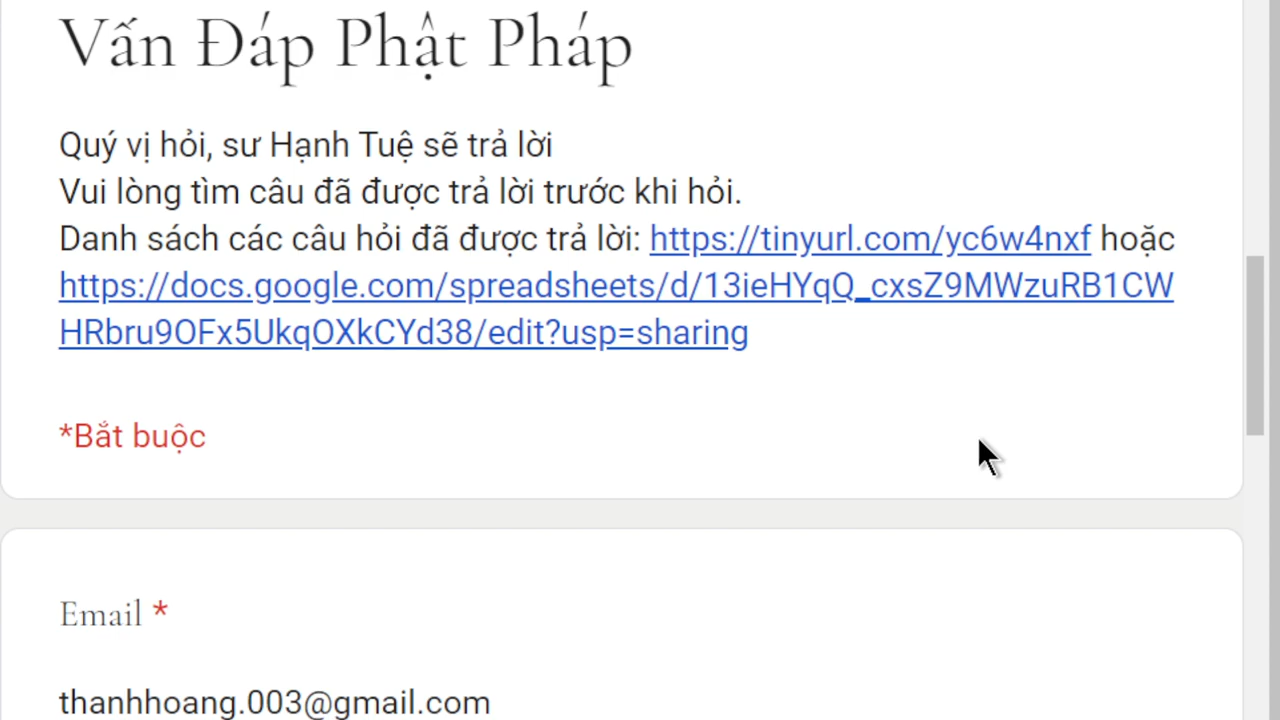 Vấn Đáp Phật Pháp
Quý vị hỏi, sư Hạnh Tuệ sẽ trả lời
Vui lòng tìm câu đã được trả lời trước khi hỏi.
Danh sách các câu hỏi đã được trả lời: https://tinyurl.com/yc6w4nxf hoặc
https://docs.google.com/spreadsheets/d/13ieHYqQ_cxsZ9MWzuRB1CW
HRbru9OFx5UkqOXkCYd38/edit?usp=sharing
*Bắt buộc
Email *
thanhhoang.003@gmail.com